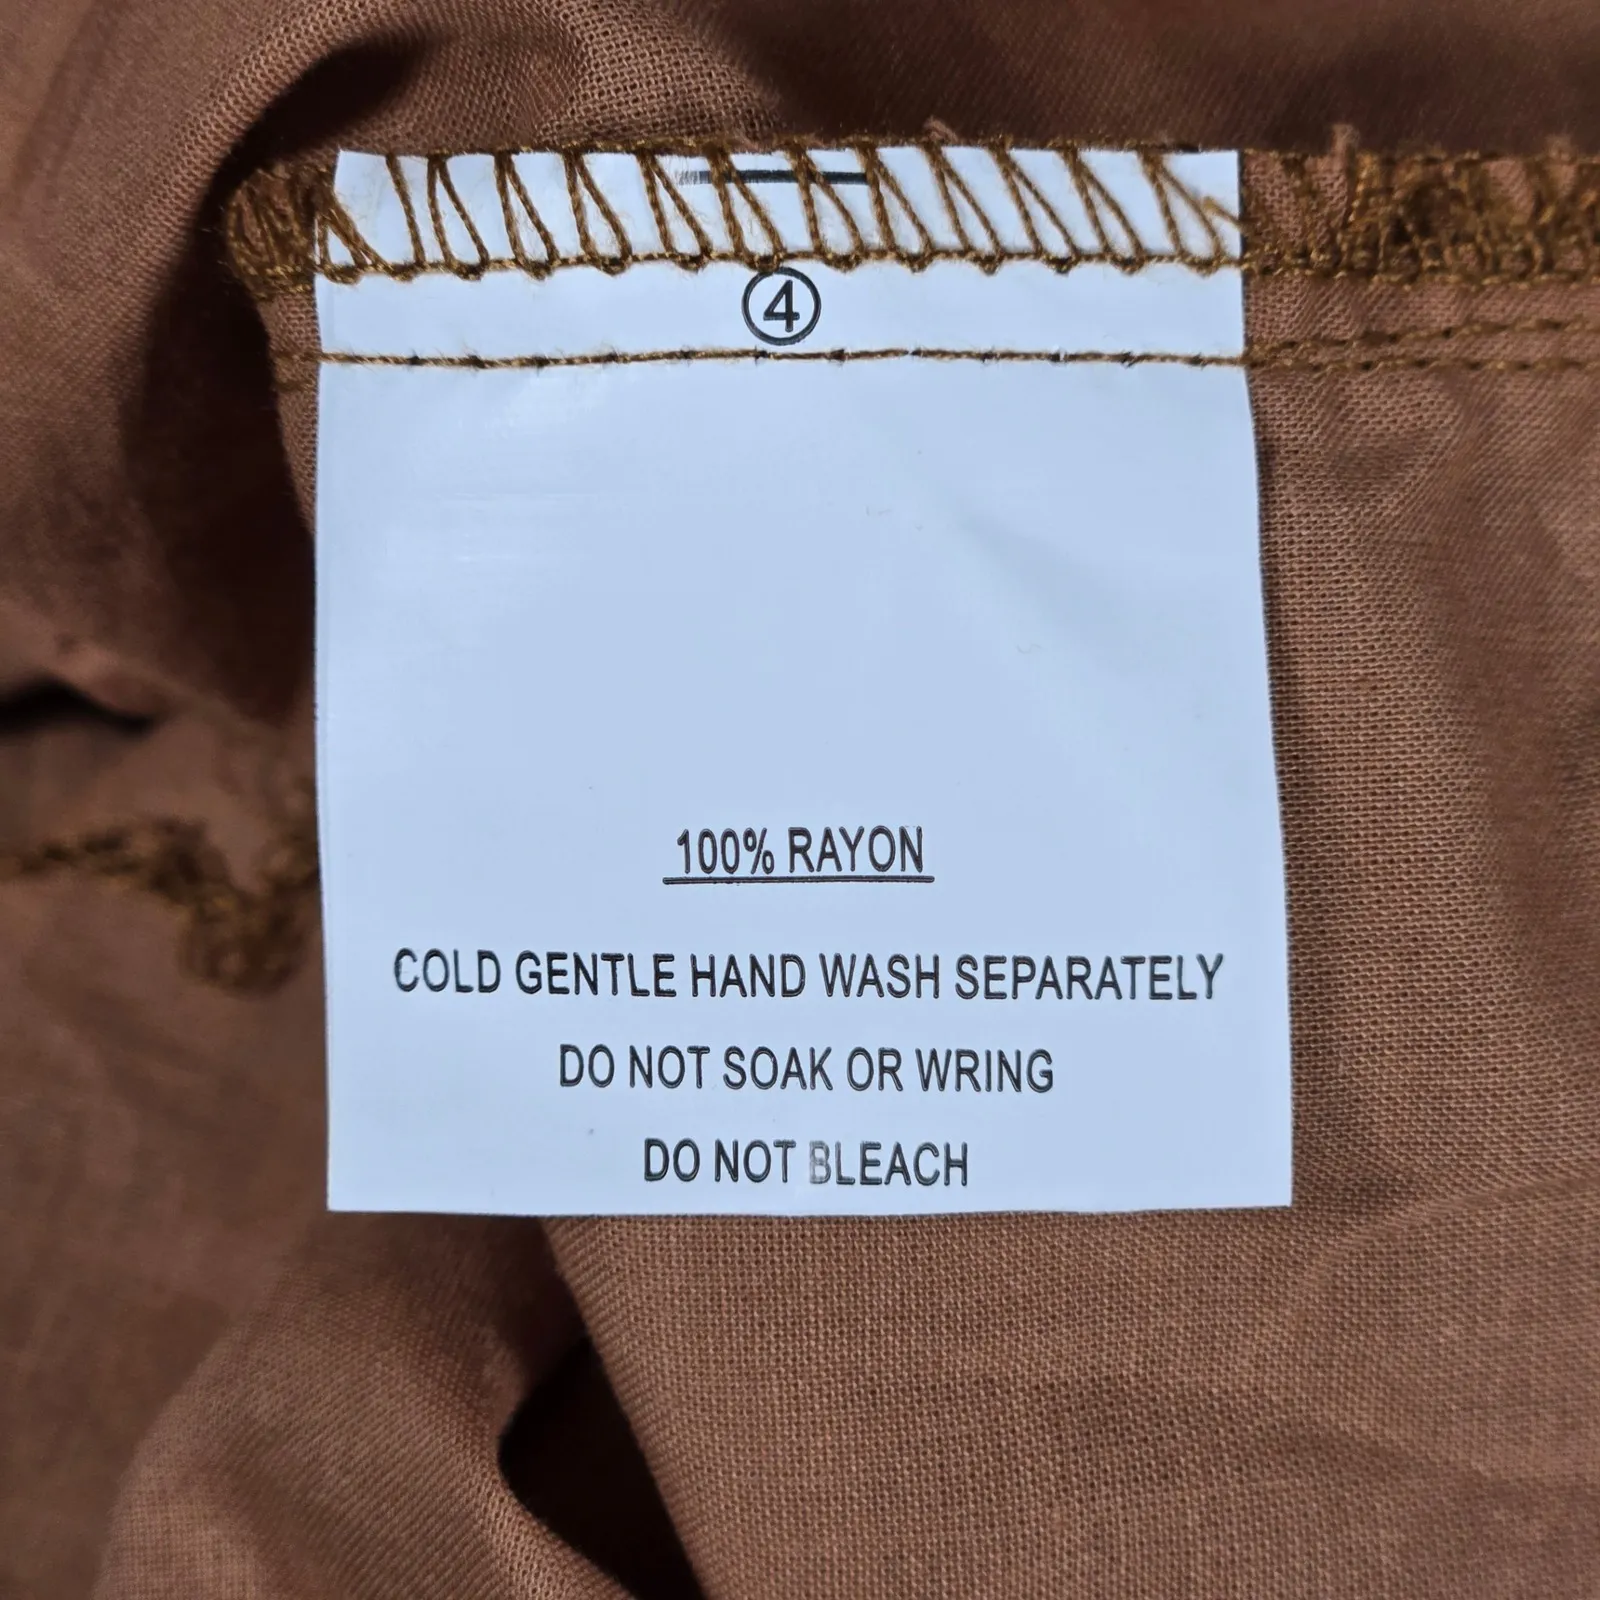 ④
100% RAYON
COLD GENTLE HAND WASH SEPARATELY
DO NOT SOAK OR WRING
DO NOT BLEACH